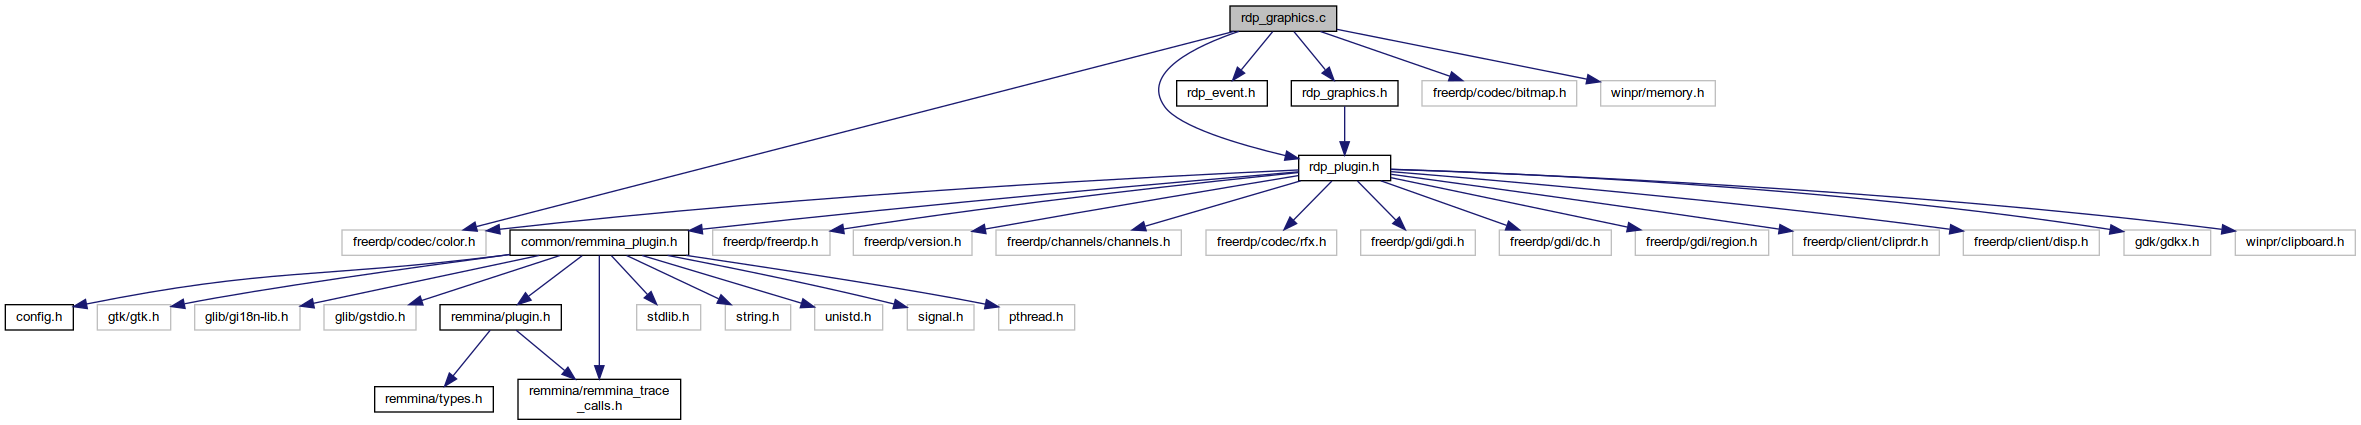 rdp_graphics.c
rdp_event.h
rdp_graphics.h
freerdp/codec/bitmap.h
winpr/memory.h
rdp_plugin.h
freerdp/codec/color.h
common/remmina_plugin.h
freerdp/freerdp.h
freerdp/version.h
freerdp/channels/channels.h
freerdp/codec/rfx.h
freerdp/gdi/gdi.h
freerdp/gdi/dc.h
freerdp/gdi/region.h
freerdp/client/cliprdr.h
freerdp/client/disp.h
gdk/gdkx.h
winpr/clipboard.h
config.h
gtk/gtk.h
glib/gi18n-lib.h
glib/gstdio.h
remmina/plugin.h
stdlib.h
string.h
unistd.h
signal.h
pthread.h
remmina/types.h
remmina/remmina_trace
_calls.h